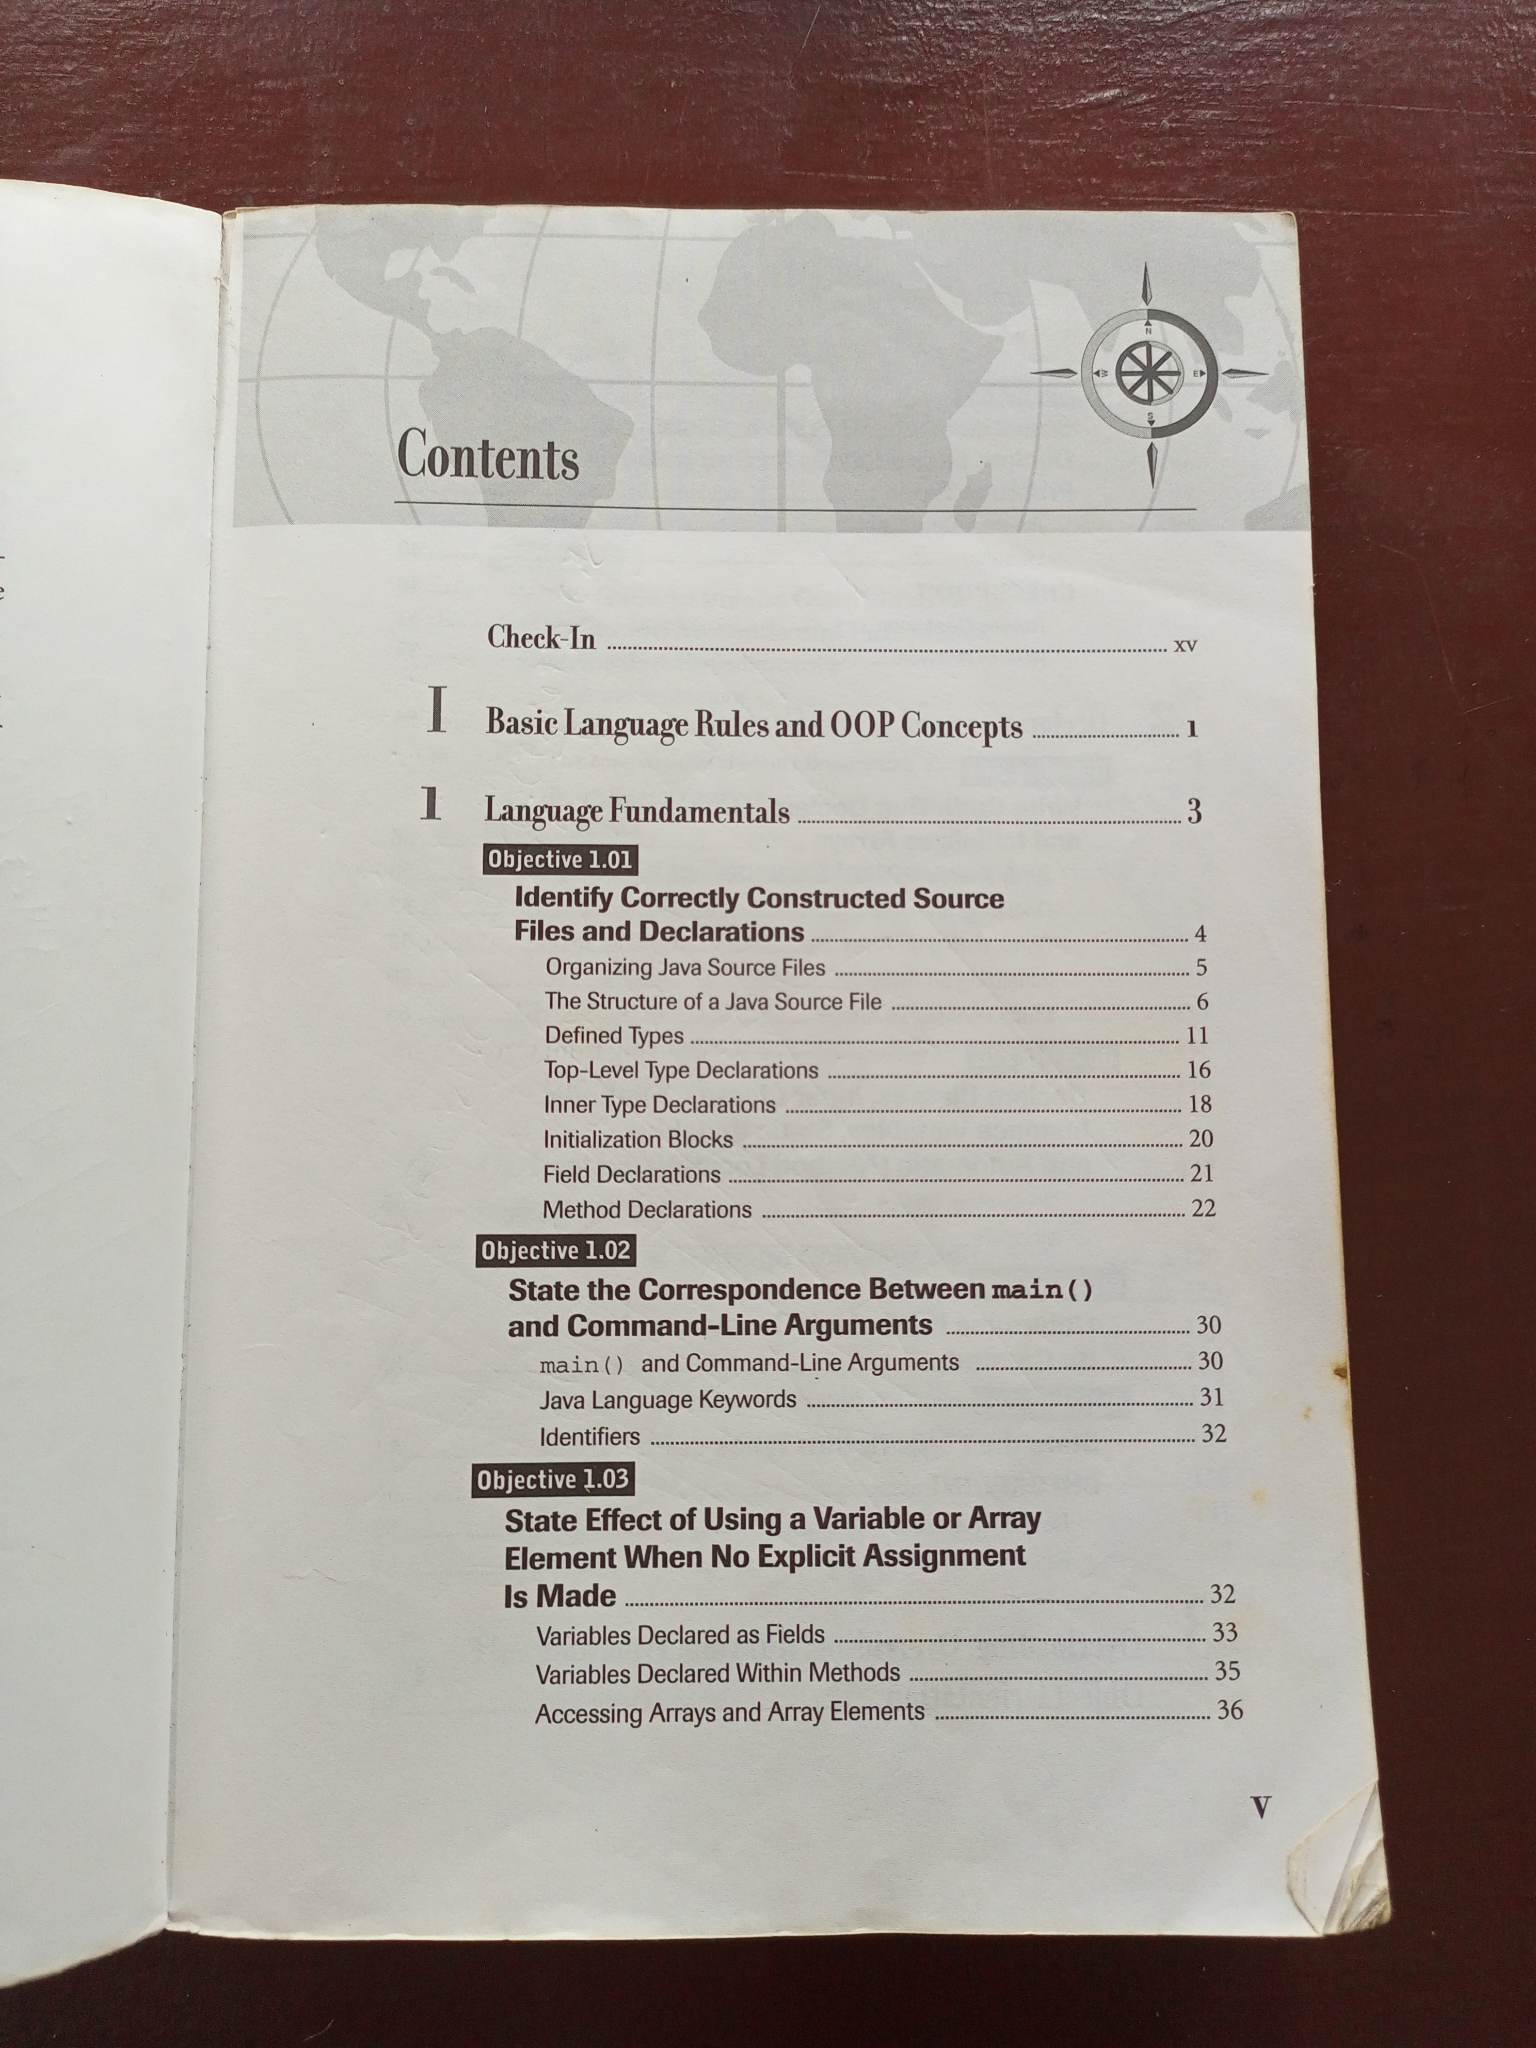 N
W E
S
Contents
Check-In ........ xv
I Basic Language Rules and OOP Concepts ........ 1
1 Language Fundamentals ........ 3
Objective 1.01
Identify Correctly Constructed Source
Files and Declarations ........ 4
Organizing Java Source Files ........ 5
The Structure of a Java Source File ........ 6
Defined Types ........ 11
Top-Level Type Declarations ........ 16
Inner Type Declarations ........ 18
Initialization Blocks ........ 20
Field Declarations ........ 21
Method Declarations ........ 22
Objective 1.02
State the Correspondence Between main()
and Command-Line Arguments ........ 30
main() and Command-Line Arguments ........ 30
Java Language Keywords ........ 31
Identifiers ........ 32
Objective 1.03
State Effect of Using a Variable or Array
Element When No Explicit Assignment
Is Made ........ 32
Variables Declared as Fields ........ 33
Variables Declared Within Methods ........ 35
Accessing Arrays and Array Elements ........ 36
v